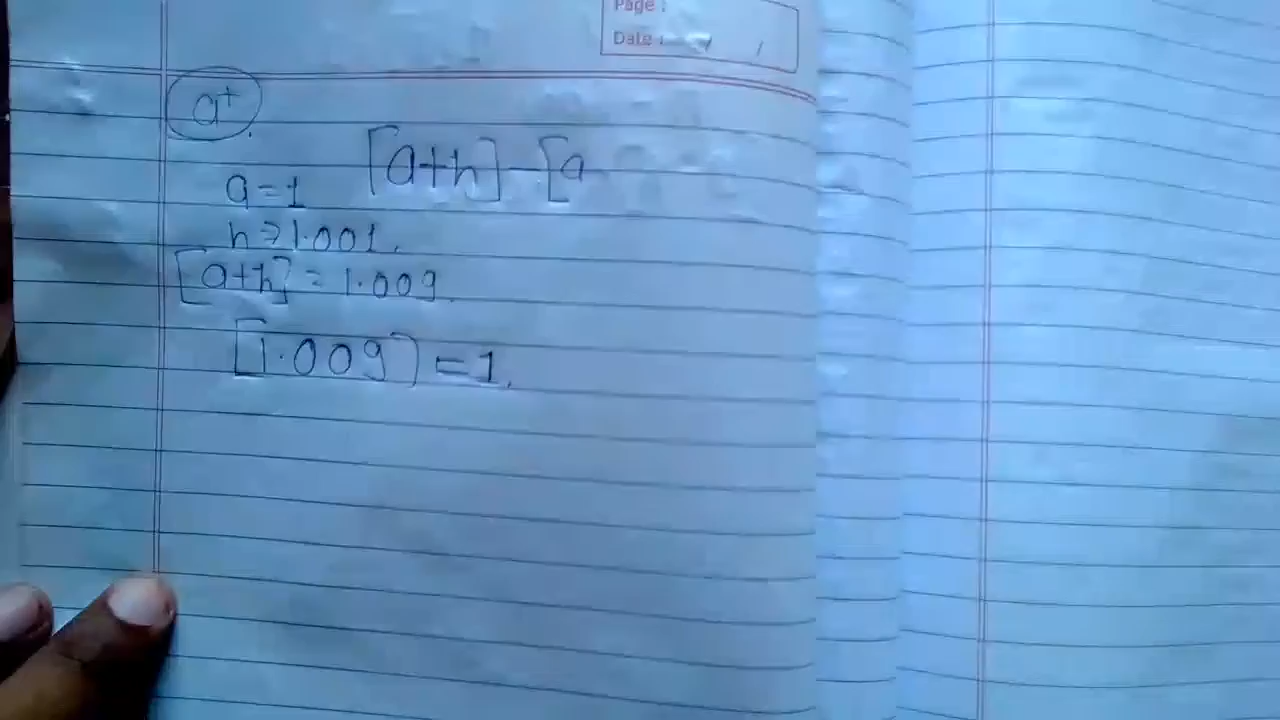 Page :
Date : / /
a+
[a+h] - [a
a = 1
h → 1.001.
[a+h] = 1.009.
[1.009) = 1.